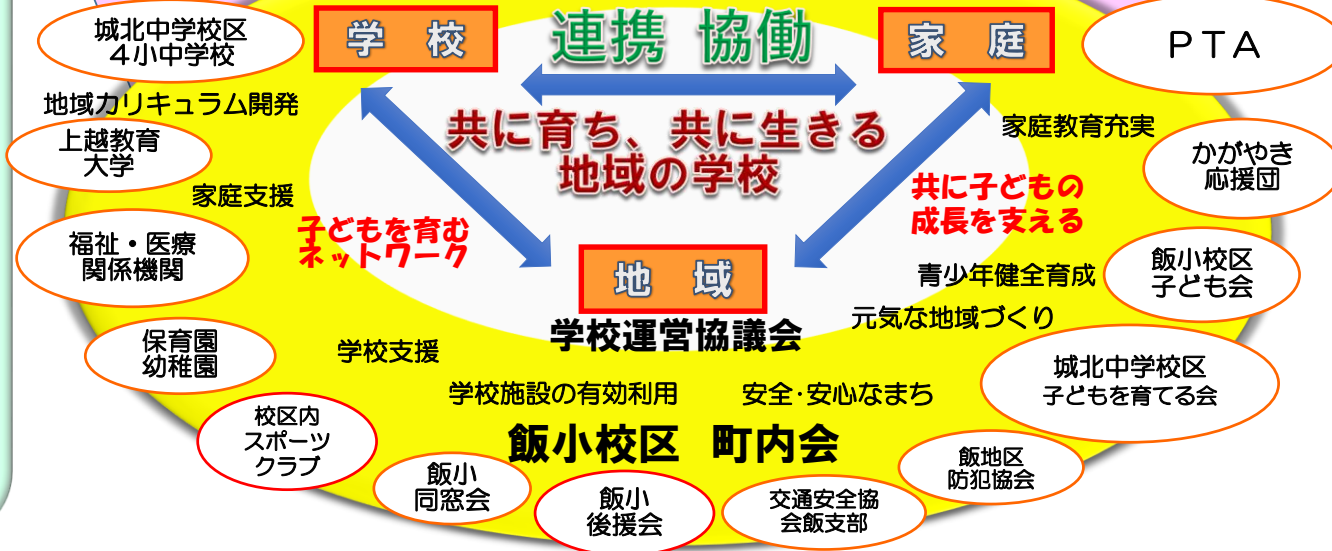 城北中学校区
４小中学校
学 校
連携 協働
家 庭
ＰＴＡ
地域カリキュラム開発
共に育ち、共に生きる
地域の学校
家庭教育充実
上越教育
大学
かがやき
応援団
家庭支援
共に子どもの
成長を支える
子どもを育む
ネットワーク
福祉・医療
関係機関
地 域
青少年健全育成
飯小校区
子ども会
学校運営協議会
元気な地域づくり
保育園
幼稚園
学校支援
城北中学校区
子どもを育てる会
学校施設の有効利用
安全・安心なまち
校区内
スポーツ
クラブ
飯小校区 町内会
飯地区
防犯協会
飯小
同窓会
飯小
後援会
交通安全協
会飯支部